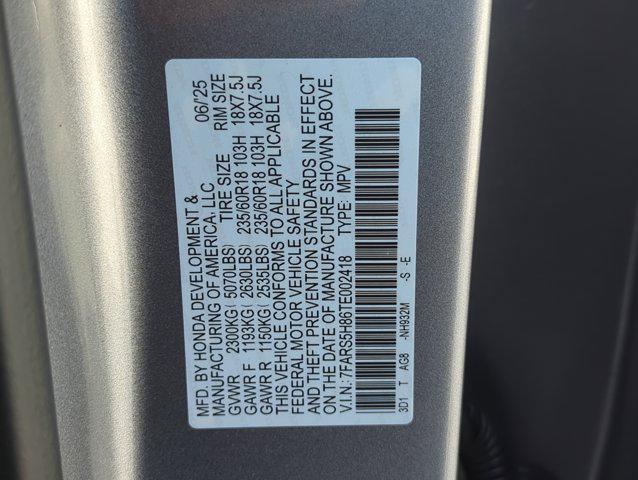 MFD. BY HONDA DEVELOPMENT &
MANUFACTURING OF AMERICA, LLC 06/'25
GVWR 2300KG( 5070LBS) TIRE SIZE RIM SIZE
GAWR F 1193KG( 2630LBS) 235/60R18 103H 18X7.5J
GAWR R 1150KG( 2535LBS) 235/60R18 103H 18X7.5J
THIS VEHICLE CONFORMS TO ALL APPLICABLE
FEDERAL MOTOR VEHICLE SAFETY
AND THEFT PREVENTION STANDARDS IN EFFECT
ON THE DATE OF MANUFACTURE SHOWN ABOVE.
V.I.N.: 7FARS5H86TE002418 TYPE: MPV
3D1 T AG8 -NH932M -S -E